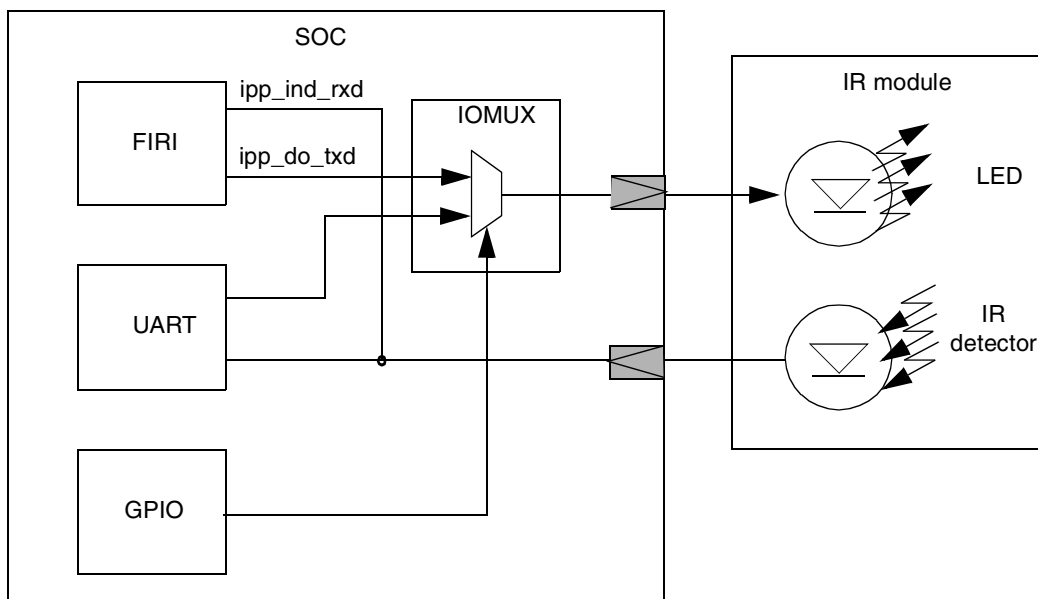 SOC
ipp_ind_rxd
FIRI
IOMUX
ipp_do_txd
UART
GPIO
IR module
LED
IR
detector